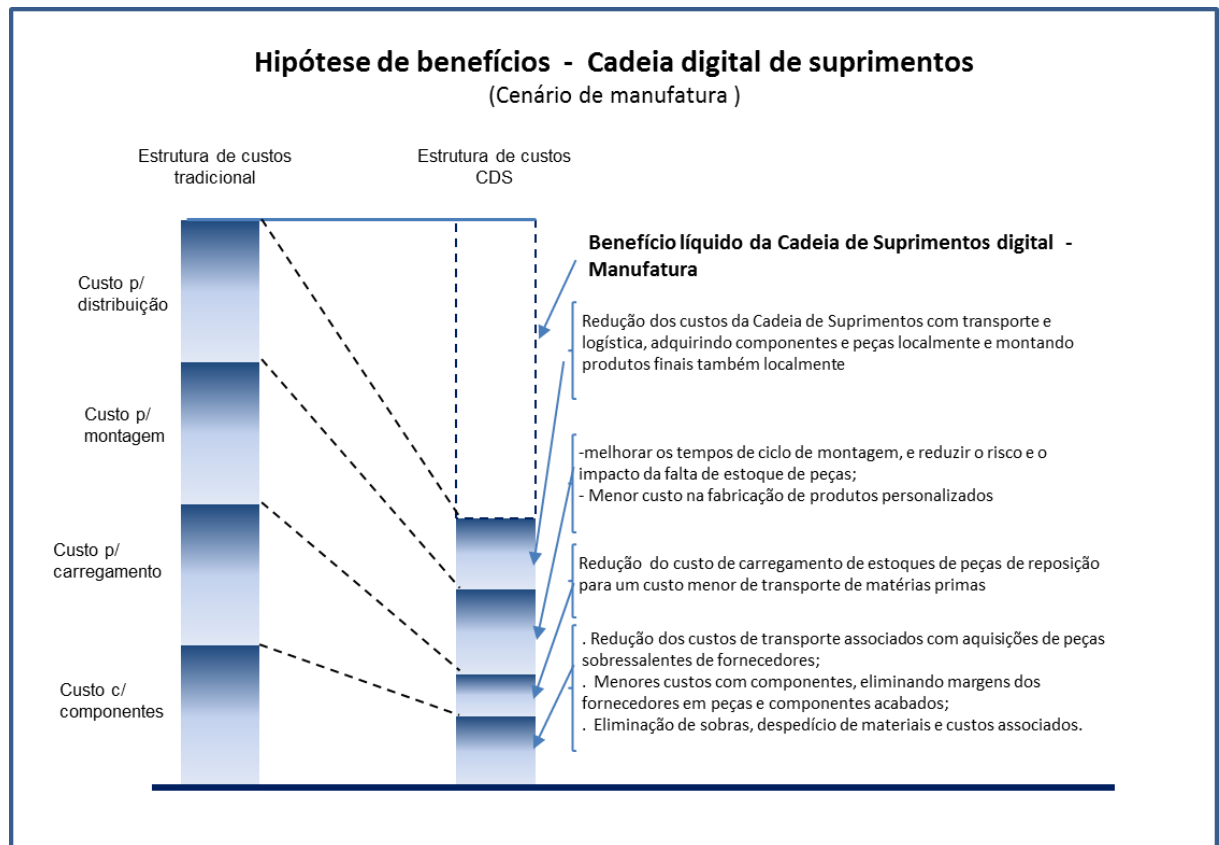 Hipótese de benefícios - Cadeia digital de suprimentos
(Cenário de manufatura )
Estrutura de custos
tradicional
Estrutura de custos
CDS
Benefício líquido da Cadeia de Suprimentos digital -
Manufatura
Custo p/
distribuição
Redução dos custos da Cadeia de Suprimentos com transporte e
logística, adquirindo componentes e peças localmente e montando
produtos finais também localmente
Custo p/
montagem
-melhorar os tempos de ciclo de montagem, e reduzir o risco e o
impacto da falta de estoque de peças;
- Menor custo na fabricação de produtos personalizados
Custo p/
carregamento
Redução do custo de carregamento de estoques de peças de reposição
para um custo menor de transporte de matérias primas
Custo c/
componentes
. Redução dos custos de transporte associados com aquisições de peças
sobressalentes de fornecedores;
. Menores custos com componentes, eliminando margens dos
fornecedores em peças e componentes acabados;
. Eliminação de sobras, despedício de materiais e custos associados.